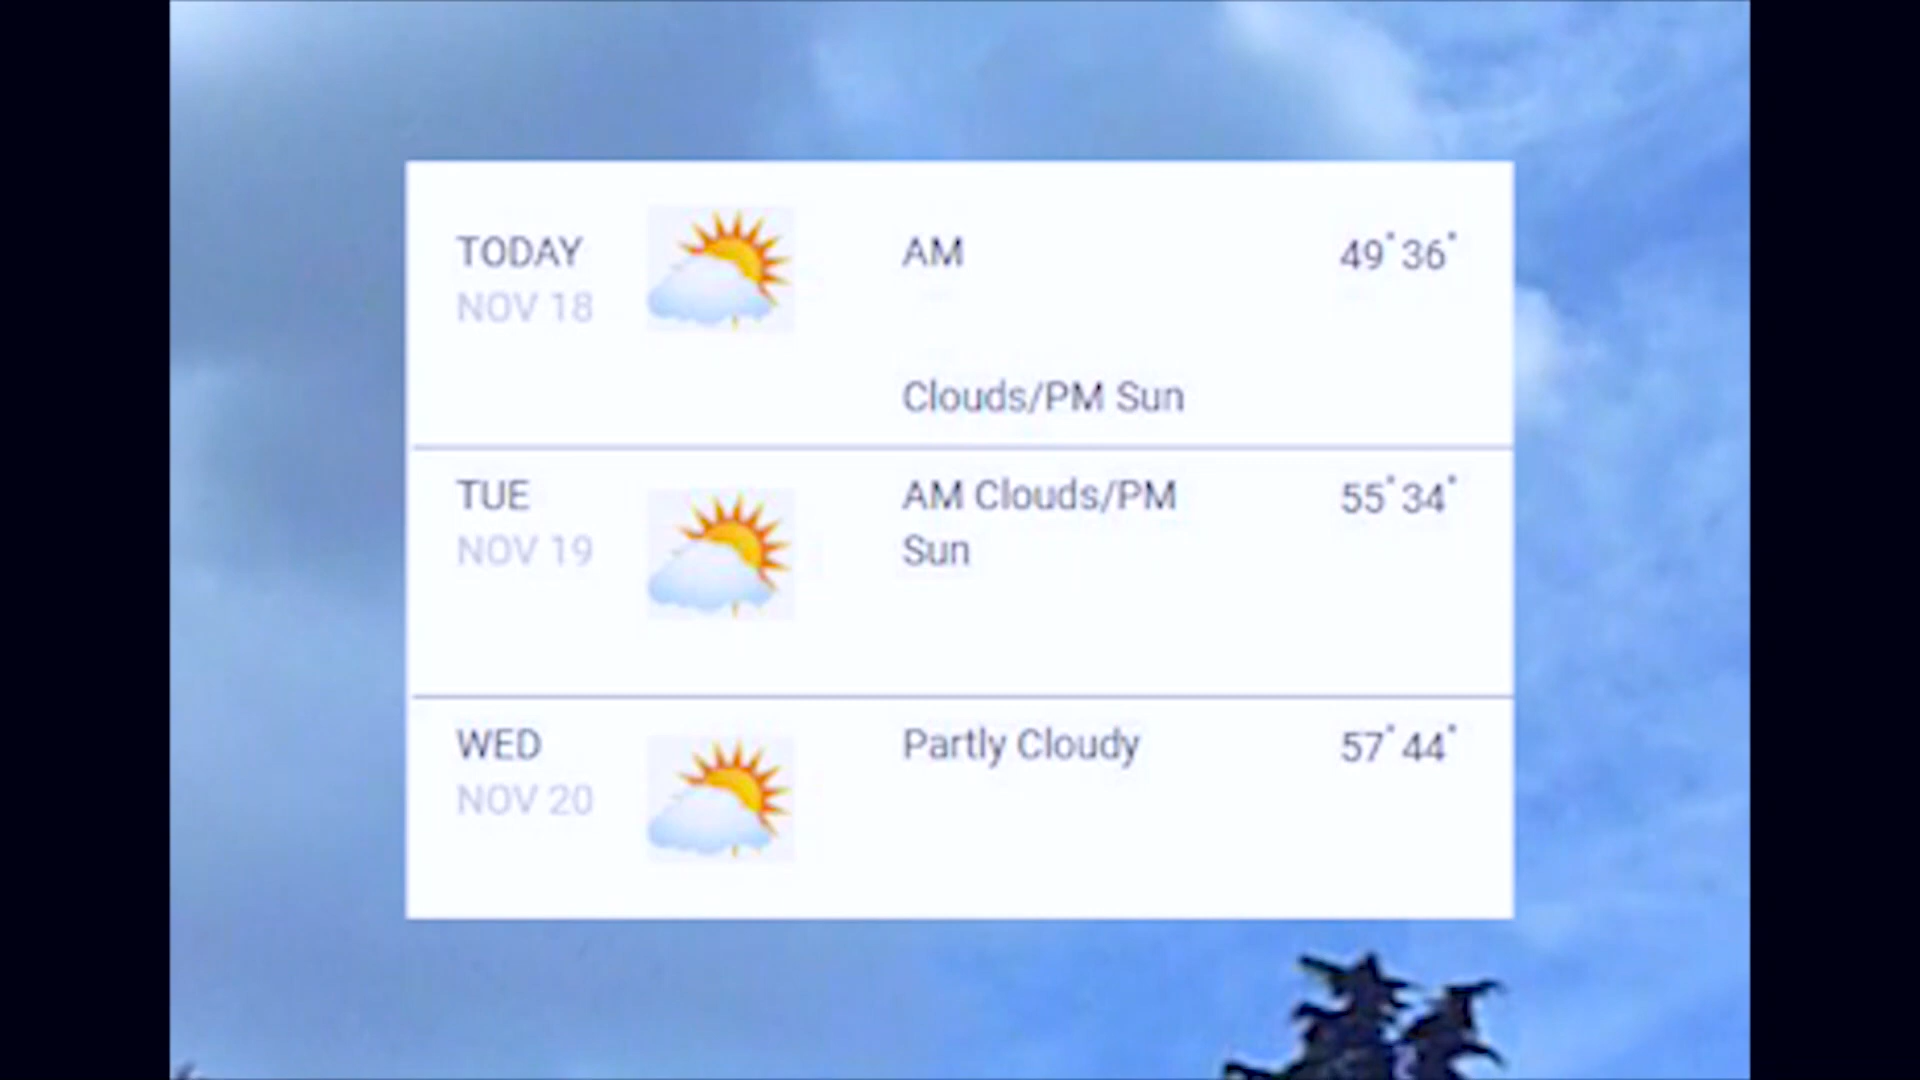 TODAY AM 49° 36°
NOV 18
Clouds/PM Sun
TUE AM Clouds/PM 55° 34°
NOV 19 Sun
WED Partly Cloudy 57° 44°
NOV 20